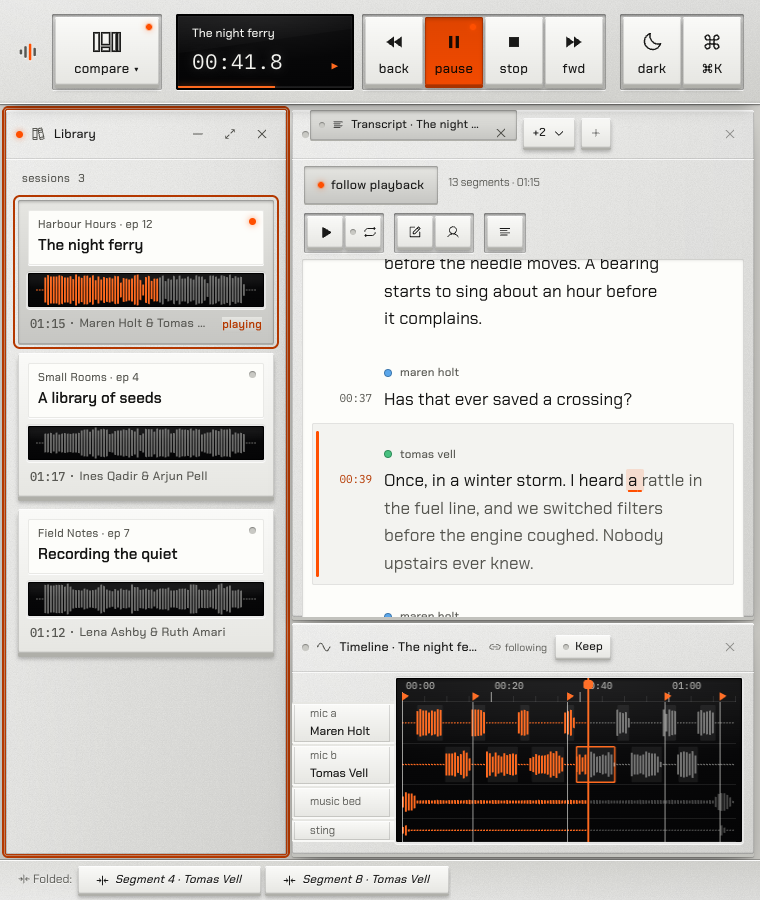 compare ▾
The night ferry
00:41.8
back
pause
stop
fwd
dark
⌘K
Library
sessions 3
Harbour Hours · ep 12
The night ferry
01:15 · Maren Holt & Tomas ...
playing
Small Rooms · ep 4
A library of seeds
01:17 · Ines Qadir & Arjun Pell
Field Notes · ep 7
Recording the quiet
01:12 · Lena Ashby & Ruth Amari
Transcript · The night ...
+2
follow playback
13 segments · 01:15
before the needle moves. A bearing
starts to sing about an hour before
it complains.
maren holt
00:37 Has that ever saved a crossing?
tomas vell
00:39 Once, in a winter storm. I heard a rattle in
the fuel line, and we switched filters
before the engine coughed. Nobody
upstairs ever knew.
maren holt
Timeline · The night fe...
following
Keep
00:00 00:20 :40 01:00
mic a
Maren Holt
mic b
Tomas Vell
music bed
sting
Folded:
Segment 4 · Tomas Vell
Segment 8 · Tomas Vell